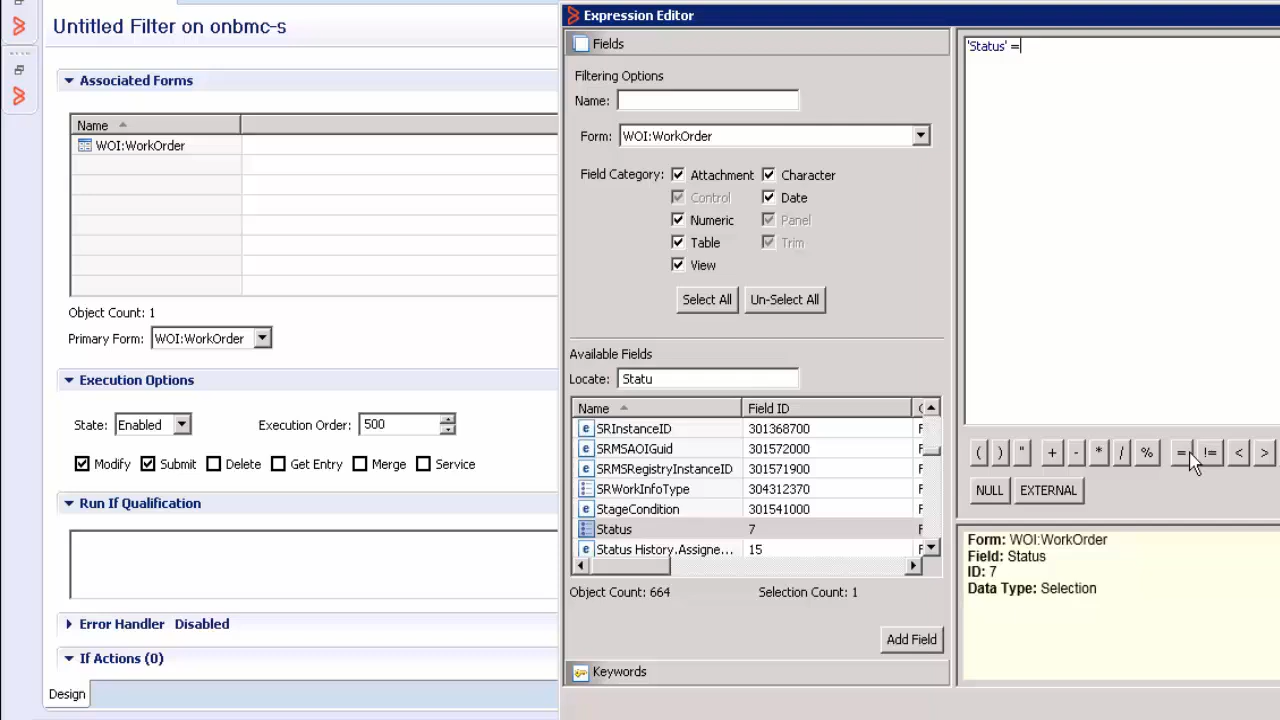 Untitled Filter on onbmc-s
Associated Forms
Name
WOI:WorkOrder
Object Count: 1
Primary Form: WOI:WorkOrder
Execution Options
State: Enabled Execution Order: 500
Modify Submit Delete Get Entry Merge Service
Run If Qualification
Error Handler Disabled
If Actions (0)
Design
Expression Editor
Fields
Filtering Options
Name:
Form: WOI:WorkOrder
Field Category: Attachment Character
Control Date
Numeric Panel
Table Trim
View
Select All Un-Select All
Available Fields
Locate: Statu
Name Field ID
SRInstanceID 301368700 F
SRMSAOIGuid 301572000 F
SRMSRegistryInstanceID 301571900 F
SRWorkInfoType 304312370 F
StageCondition 301541000 F
Status 7 F
Status History.Assigne... 15 F
Object Count: 664 Selection Count: 1
Add Field
Keywords
'Status' =
( ) " + - * / % = != < >
NULL EXTERNAL
Form: WOI:WorkOrder
Field: Status
ID: 7
Data Type: Selection